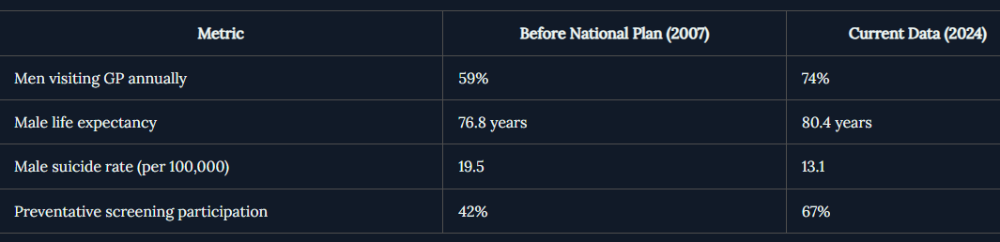 Metric Before National Plan (2007) Current Data (2024)
Men visiting GP annually 59% 74%
Male life expectancy 76.8 years 80.4 years
Male suicide rate (per 100,000) 19.5 13.1
Preventative screening participation 42% 67%